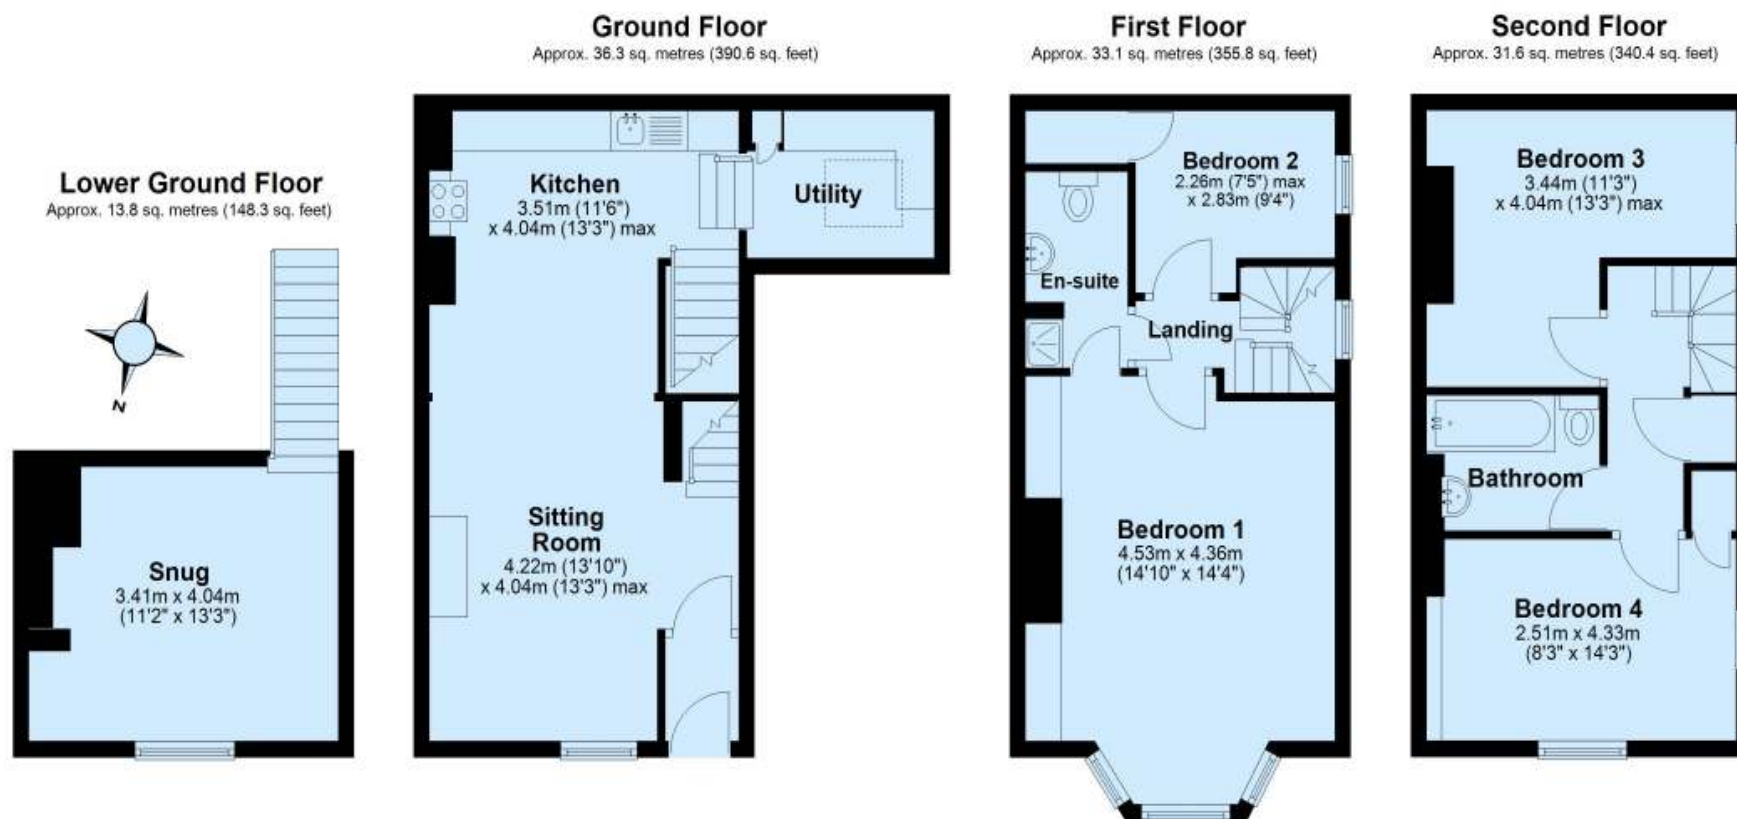 Lower Ground Floor
Approx. 13.8 sq. metres (148.3 sq. feet)
N
Snug
3.41m x 4.04m
(11'2" x 13'3")
Ground Floor
Approx. 36.3 sq. metres (390.6 sq. feet)
Kitchen
3.51m (11'6")
x 4.04m (13'3") max
Utility
Sitting
Room
4.22m (13'10")
x 4.04m (13'3") max
First Floor
Approx. 33.1 sq. metres (355.8 sq. feet)
Bedroom 2
2.26m (7'5") max
x 2.83m (9'4")
En-suite
Landing
Bedroom 1
4.53m x 4.36m
(14'10" x 14'4")
Second Floor
Approx. 31.6 sq. metres (340.4 sq. feet)
Bedroom 3
3.44m (11'3")
x 4.04m (13'3") max
Bathroom
Bedroom 4
2.51m x 4.33m
(8'3" x 14'3")